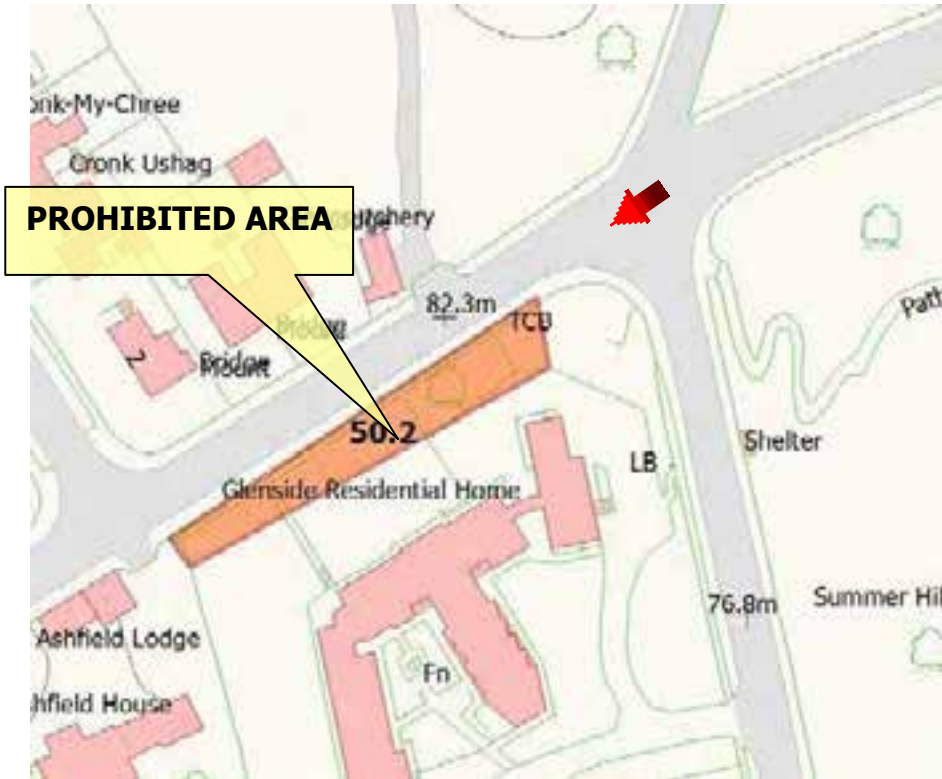 onk-My-Chree
Cronk Ushag
PROHIBITED AREA
82.3m
TCB
Path
2
Mount
50.2
Shelter
LB
Glenside Residential Home
76.8m
Summer Hil
Ashfield Lodge
Fn
hfield House